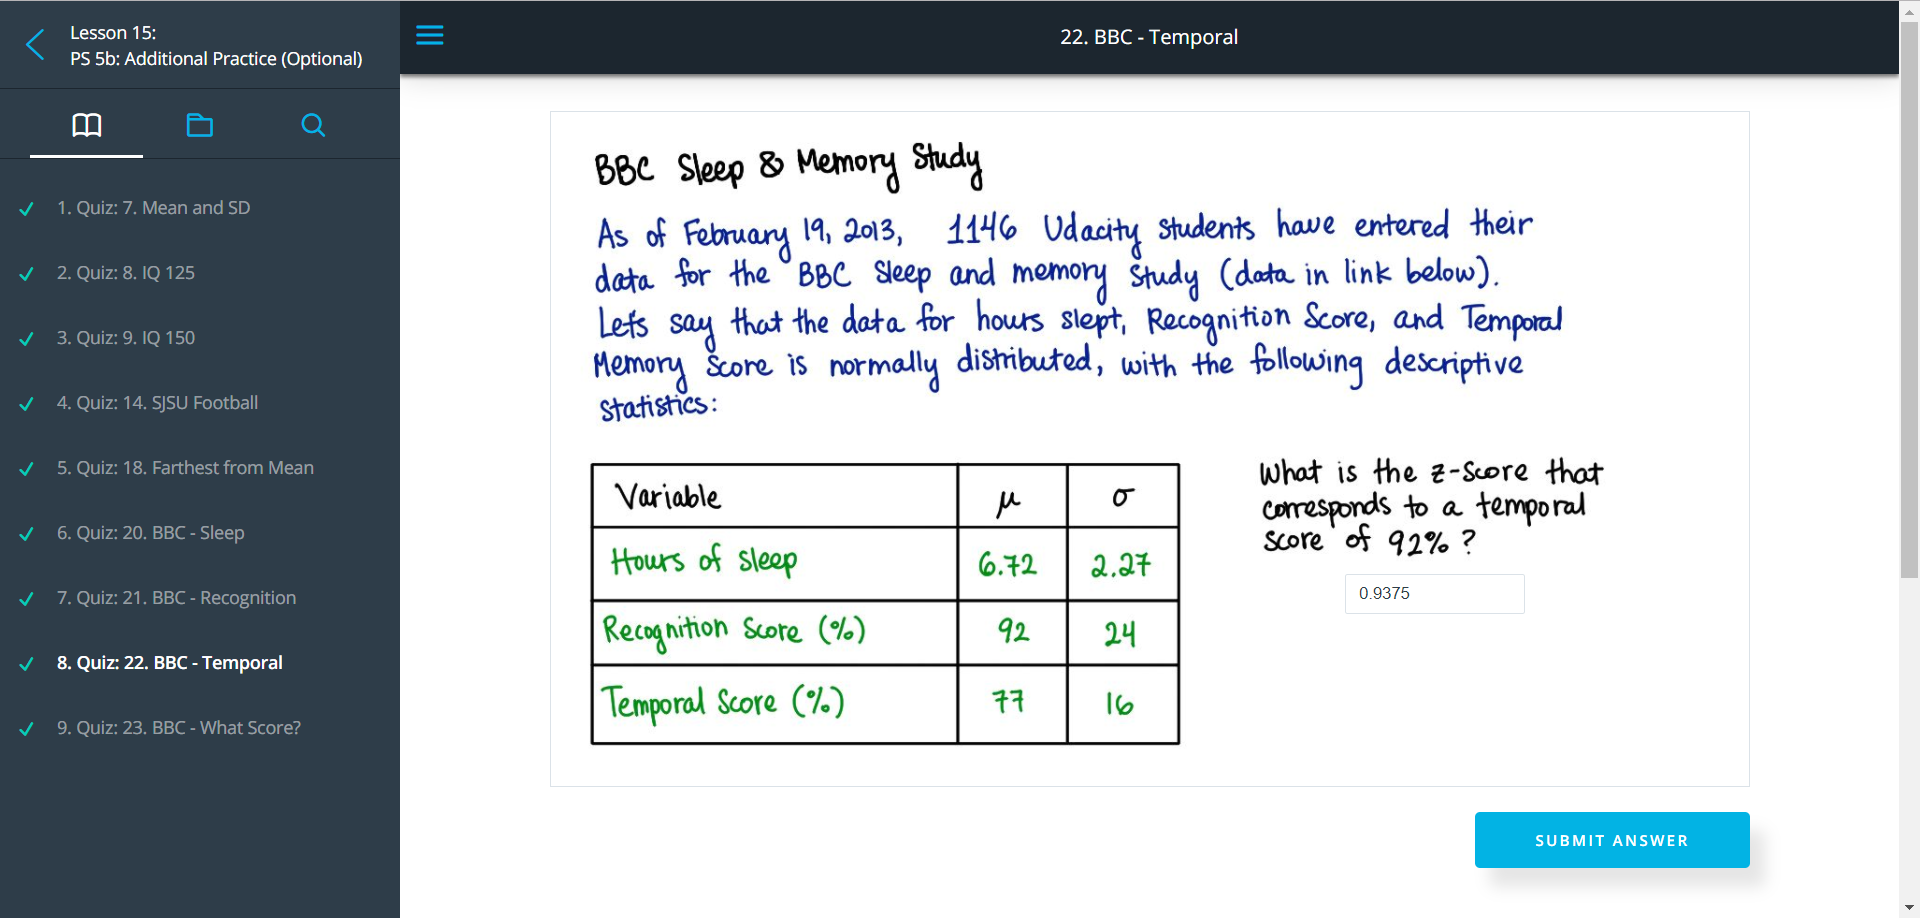 Lesson 15:
PS 5b: Additional Practice (Optional)
1. Quiz: 7. Mean and SD
2. Quiz: 8. IQ 125
3. Quiz: 9. IQ 150
4. Quiz: 14. SJSU Football
5. Quiz: 18. Farthest from Mean
6. Quiz: 20. BBC - Sleep
7. Quiz: 21. BBC - Recognition
8. Quiz: 22. BBC - Temporal
9. Quiz: 23. BBC - What Score?
22. BBC - Temporal
BBC Sleep & Memory Study
As of February 19, 2013, 1146 Udacity students have entered their
data for the BBC Sleep and memory Study (data in link below).
Let's say that the data for hours slept, Recognition Score, and Temporal
Memory Score is normally distributed, with the following descriptive
statistics:
Variable μ σ
Hours of sleep 6.72 2.27
Recognition Score (%) 92 24
Temporal Score (%) 77 16
What is the z-score that
corresponds to a temporal
score of 92%?
0.9375
SUBMIT ANSWER